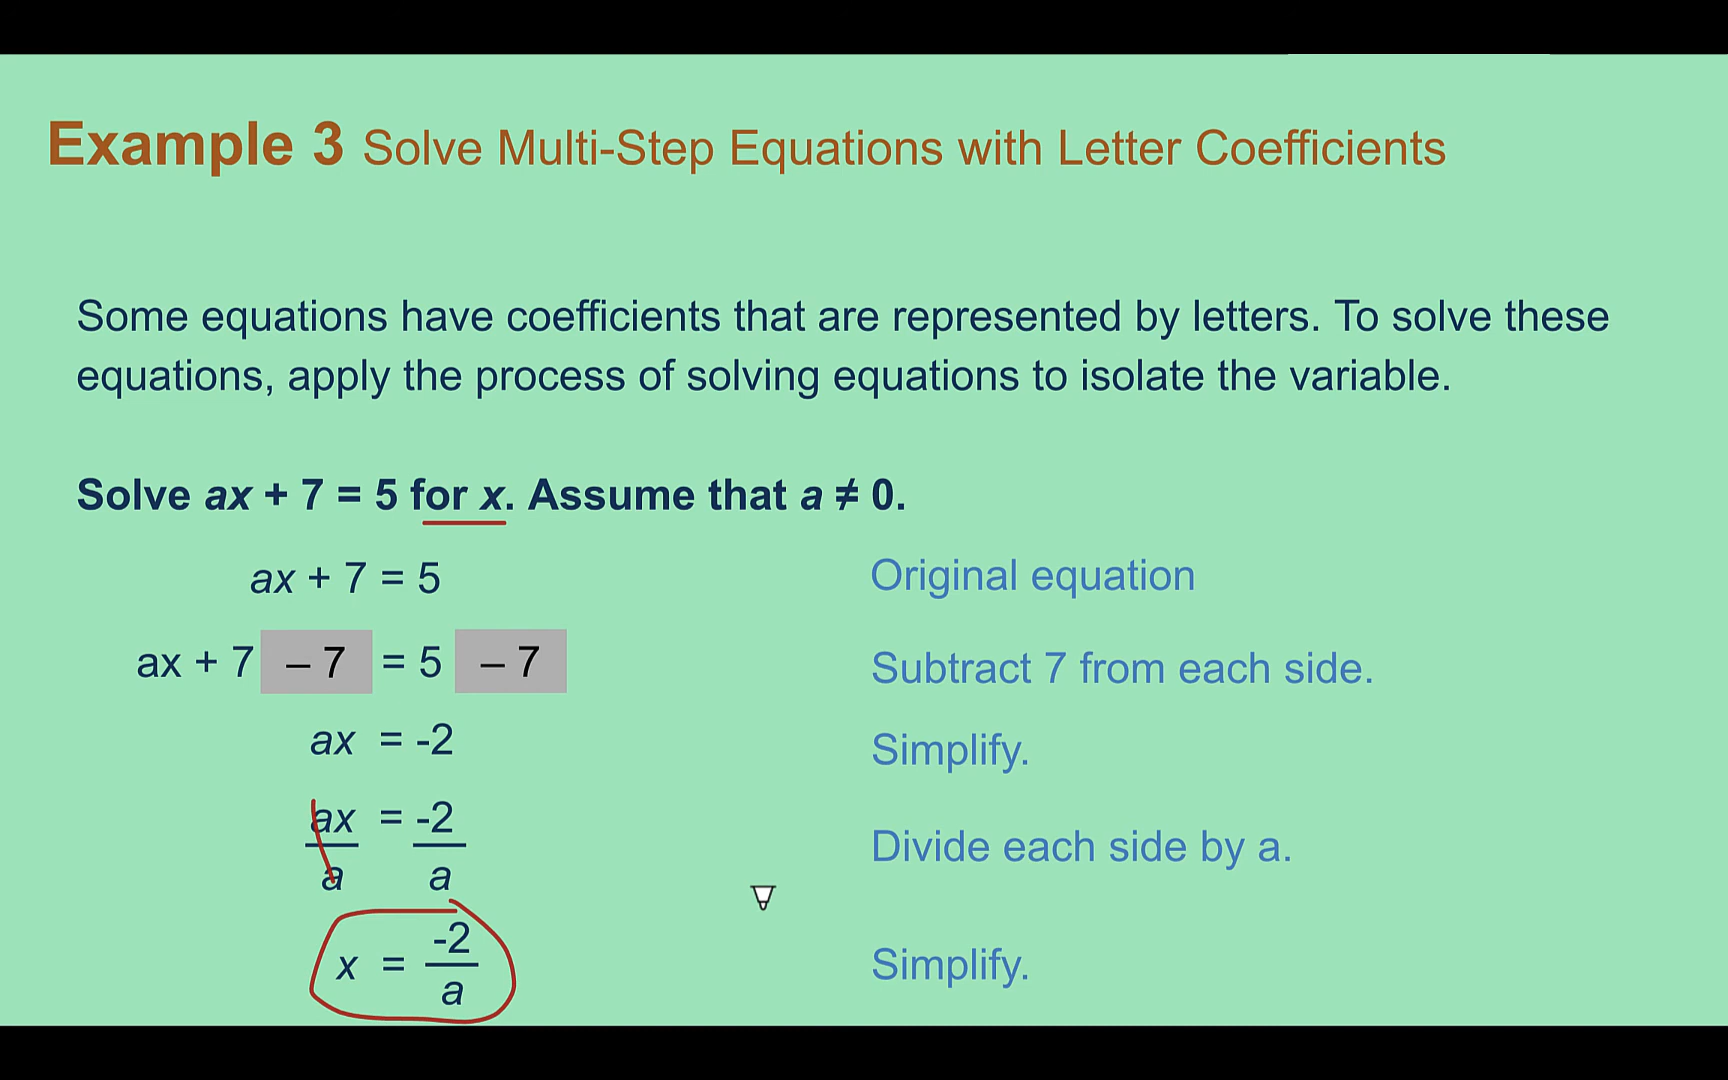 Example 3 Solve Multi-Step Equations with Letter Coefficients
Some equations have coefficients that are represented by letters. To solve these
equations, apply the process of solving equations to isolate the variable.
Solve ax + 7 = 5 for x. Assume that a ≠ 0.
ax + 7 = 5 Original equation
ax + 7 – 7 = 5 – 7 Subtract 7 from each side.
ax = -2 Simplify.
ax = -2
a a
Divide each side by a.
-2
x =
a
Simplify.